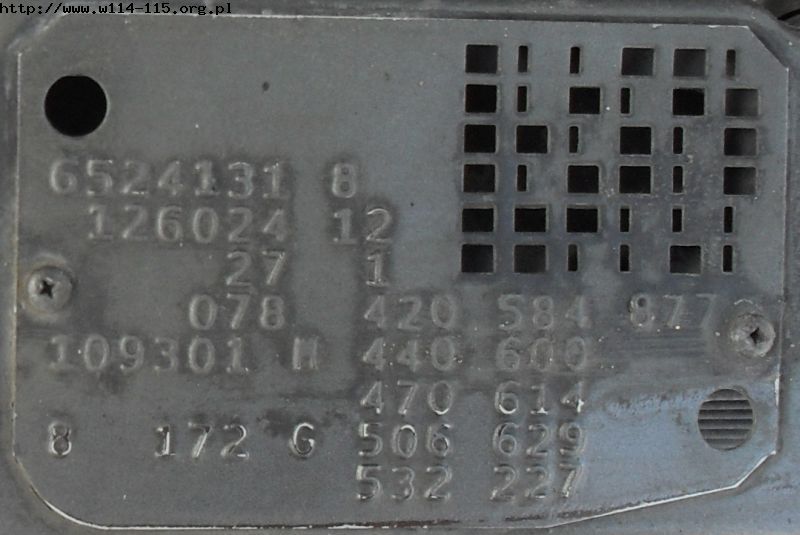 http://www.w114-115.org.pl
6524131 8
126024 12
27 1
078 420 584 877
109301 H 440 600
470 614
8 172 G 506 629
532 227